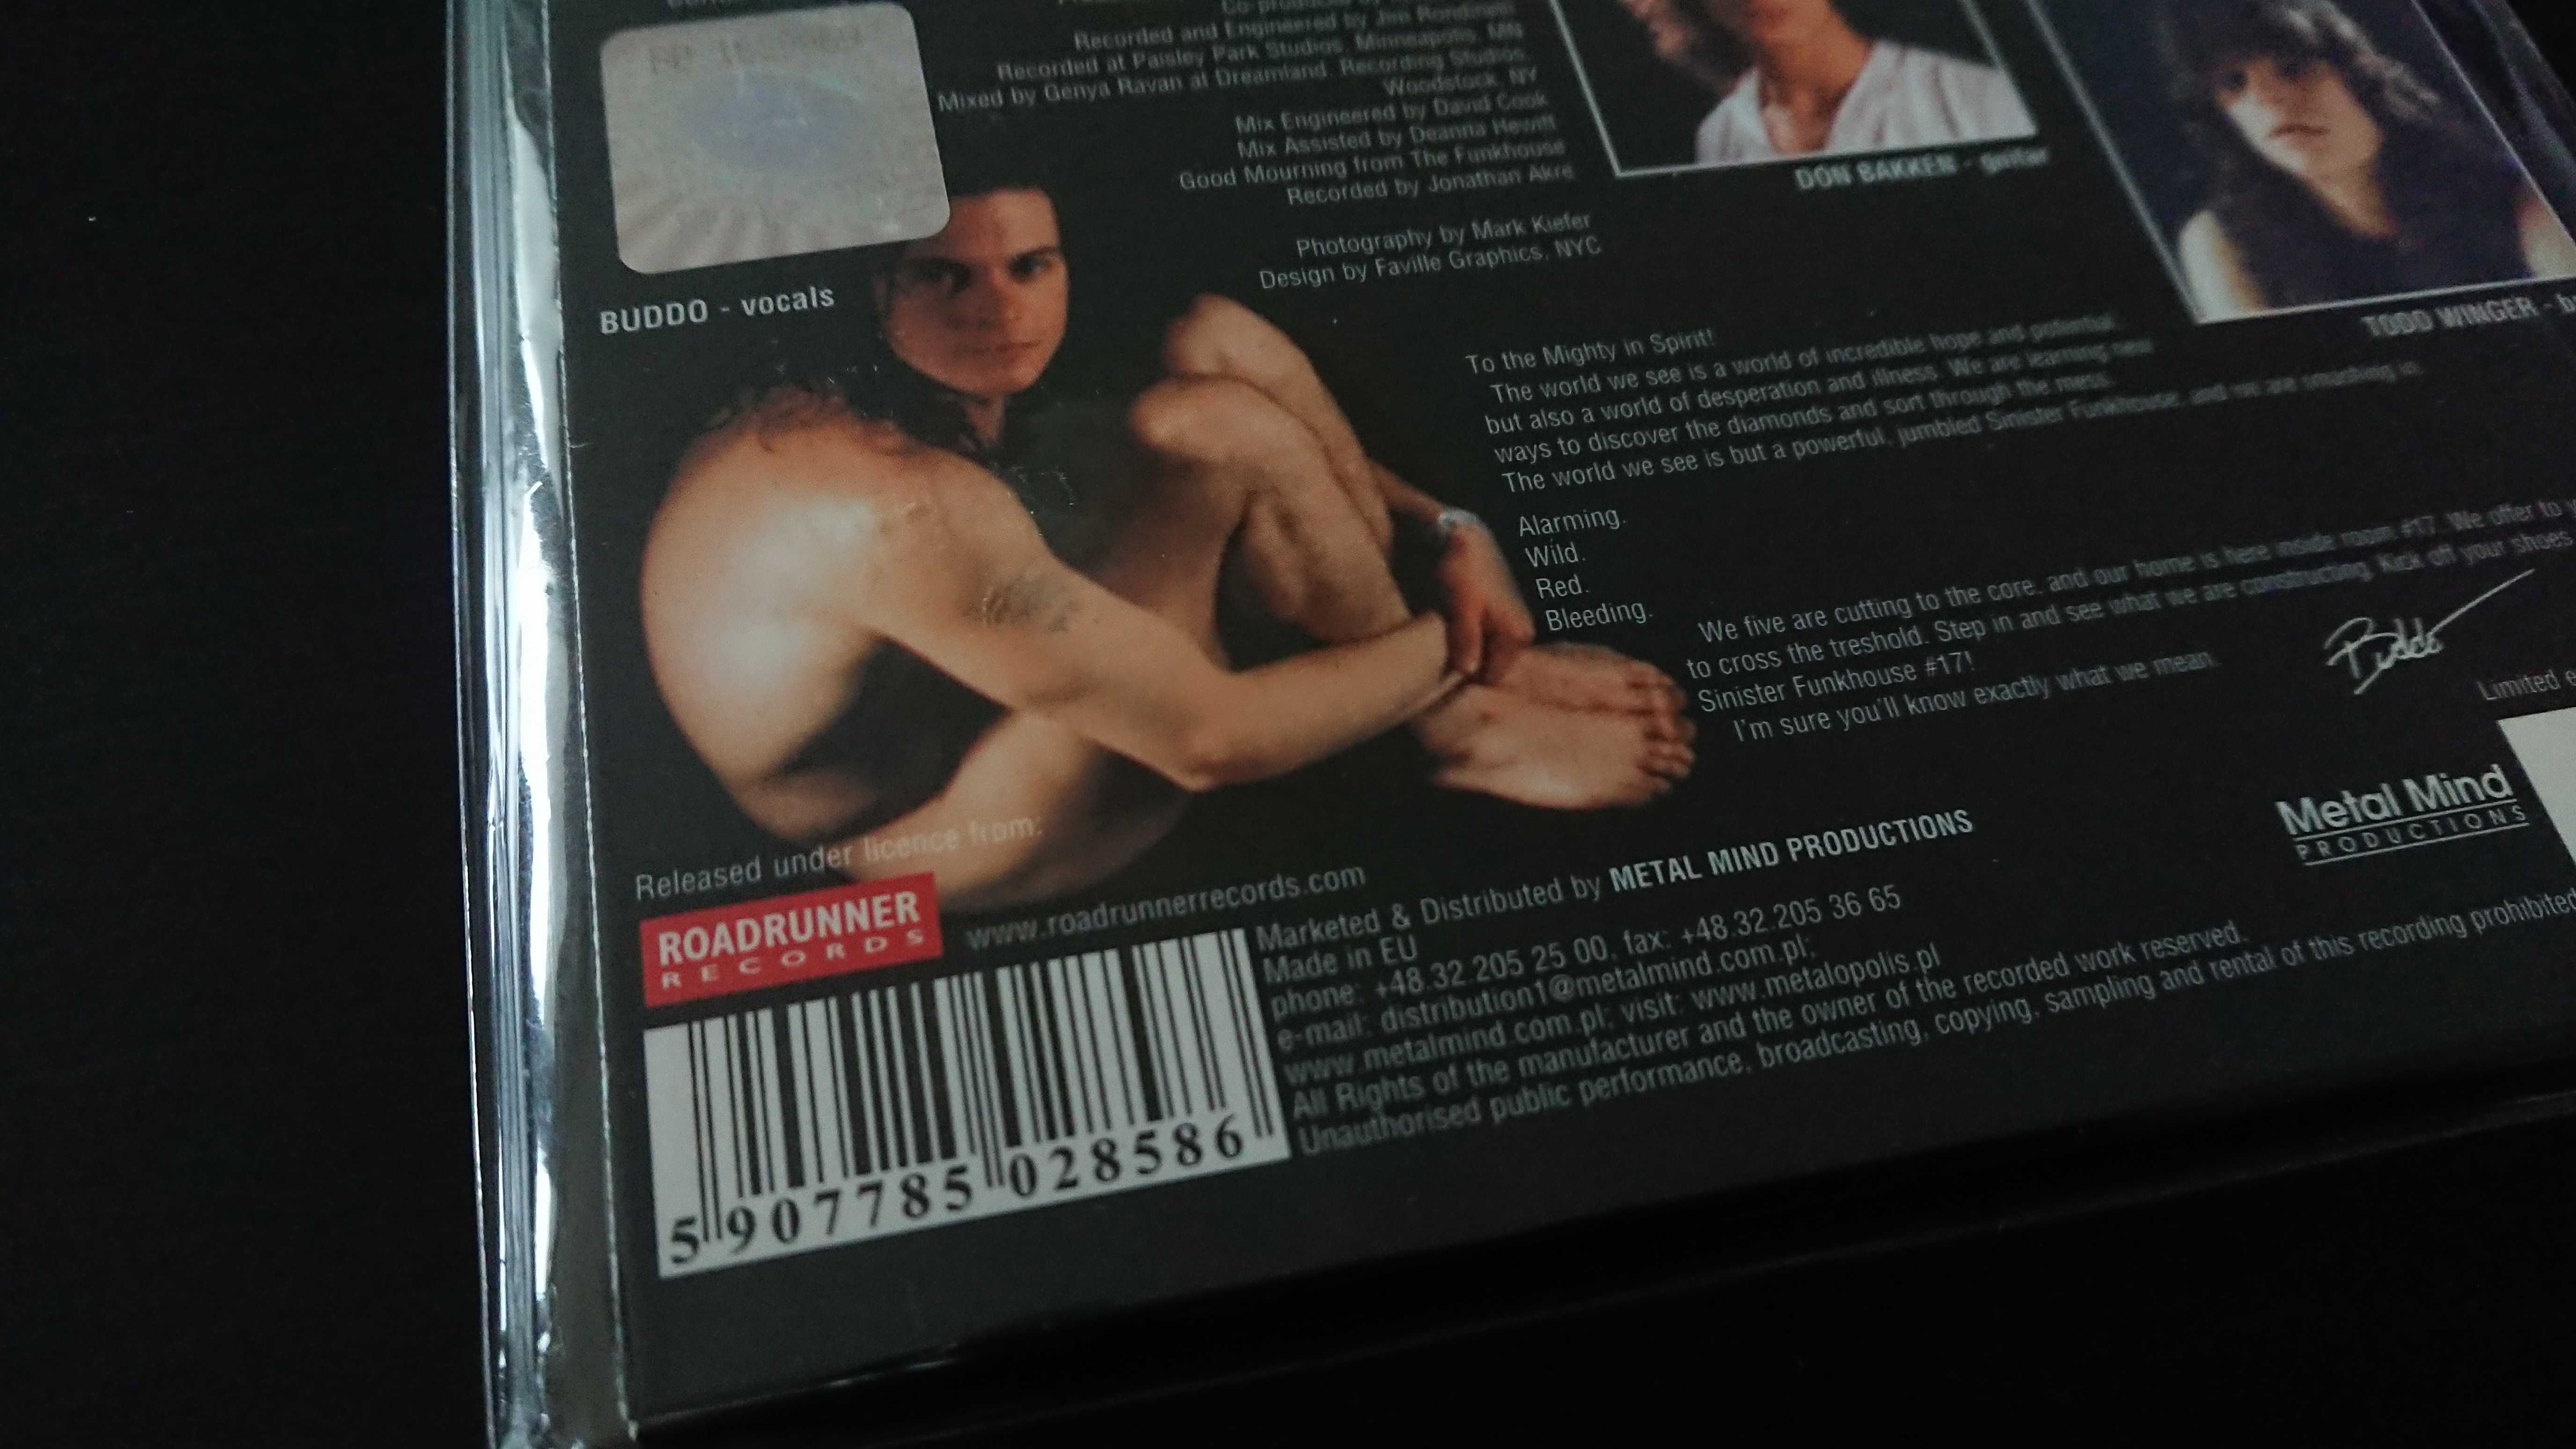 Recorded and Engineered by Jim
Recorded at Paisley Park Studios, Minneapolis, MN
Mixed by Genya Ravan at Dreamland Recording Studios,
Woodstock, NY
Mix Engineered by David Cook
Mix Assisted by Deanna Hewitt
Good Mourning from The Funkhouse
Recorded by Jonathan Akre
Photography by Mark Kiefer
Design by Faville Graphics, NYC
DON BAKKEN - guitar
TODD WINGER -
BUDDO - vocals
To the Mighty in Spirit!
The world we see is a world of incredible hope and potential,
but also a world of desperation and illness. We are learning new
ways to discover the diamonds and sort through the mess.
The world we see is but a powerful, jumbled Sinister Funkhouse, and we are smashing in.
Alarming.
Wild.
Red.
Bleeding.
We five are cutting to the core, and our home is here inside room #17. We offer to
to cross the treshold. Step in and see what we are constructing. Kick off your shoes
Sinister Funkhouse #17!
I'm sure you'll know exactly what we mean.
Buddo
Limited
Metal Mind
PRODUCTIONS
Released under licence from:
ROADRUNNER
RECORDS
www.roadrunnerrecords.com
Marketed & Distributed by METAL MIND PRODUCTIONS
Made in EU
phone: +48.32.205 25 00, fax: +48.32.205 36 65
e-mail: distribution1@metalmind.com.pl;
www.metalmind.com.pl; visit: www.metalopolis.pl
All Rights of the manufacturer and the owner of the recorded work reserved.
Unauthorised public performance, broadcasting, copying, sampling and rental of this recording prohibited
5 907785 028586